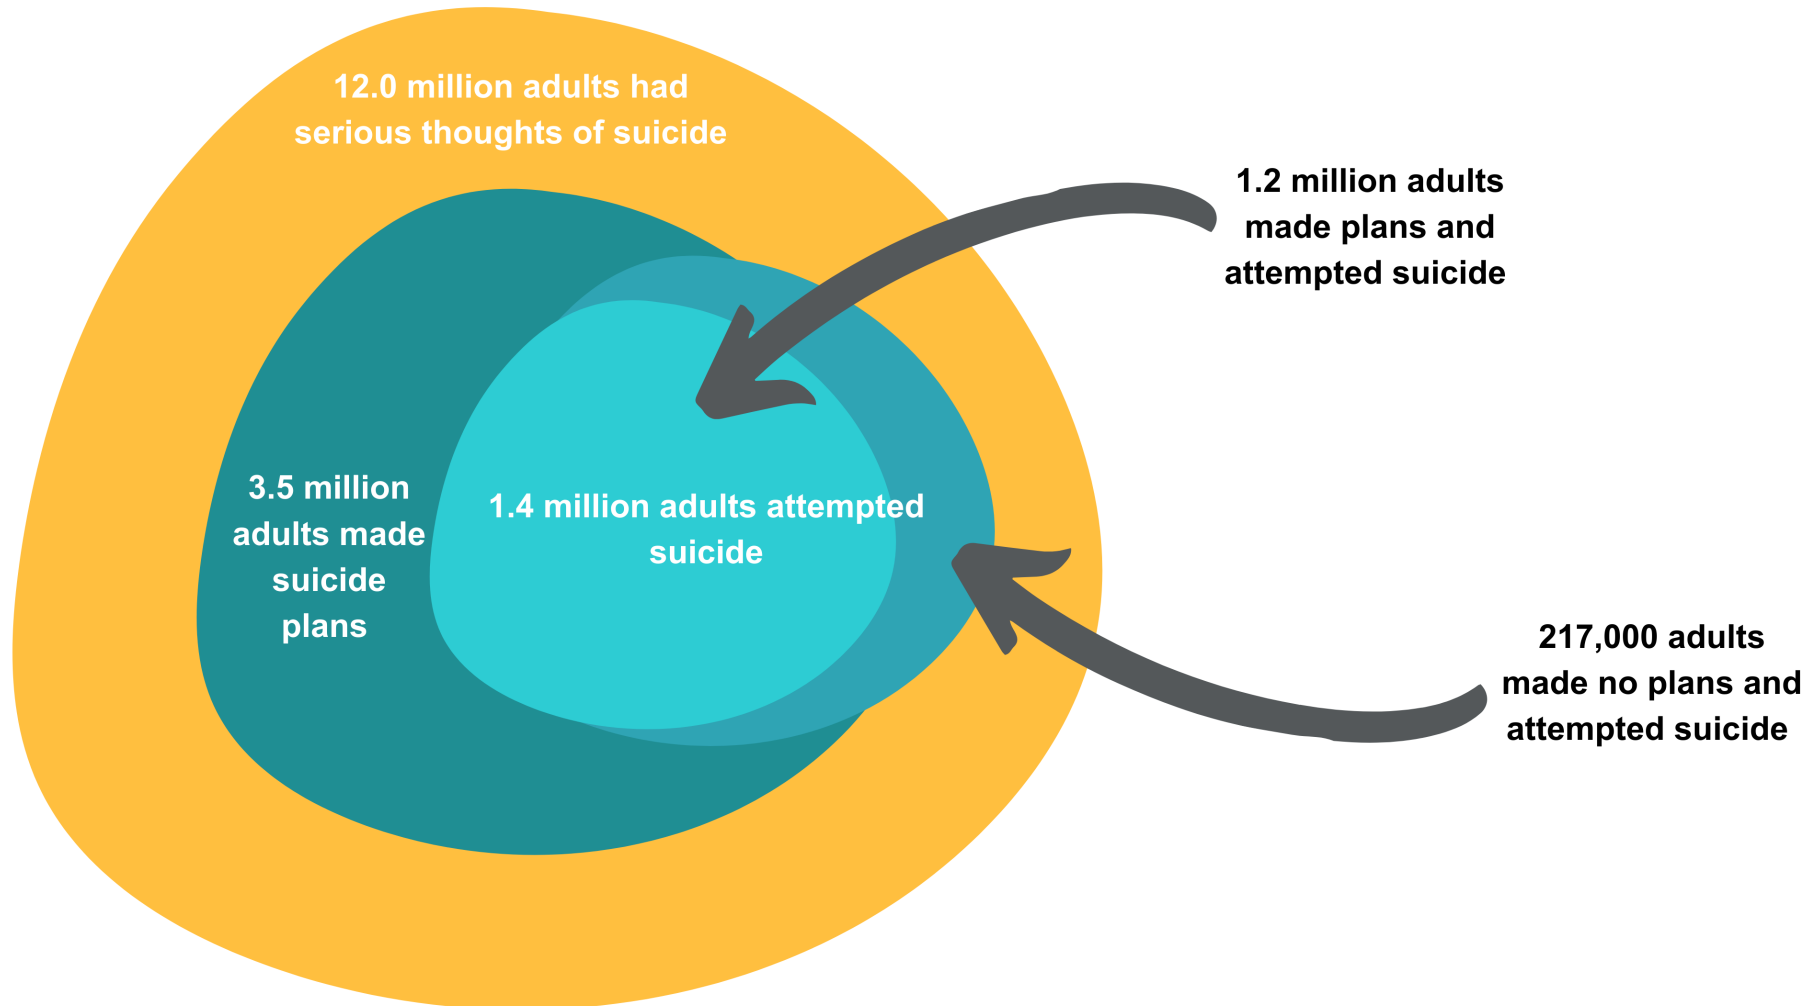 12.0 million adults had
serious thoughts of suicide
1.2 million adults
made plans and
attempted suicide
3.5 million
adults made
suicide
plans
1.4 million adults attempted
suicide
217,000 adults
made no plans and
attempted suicide